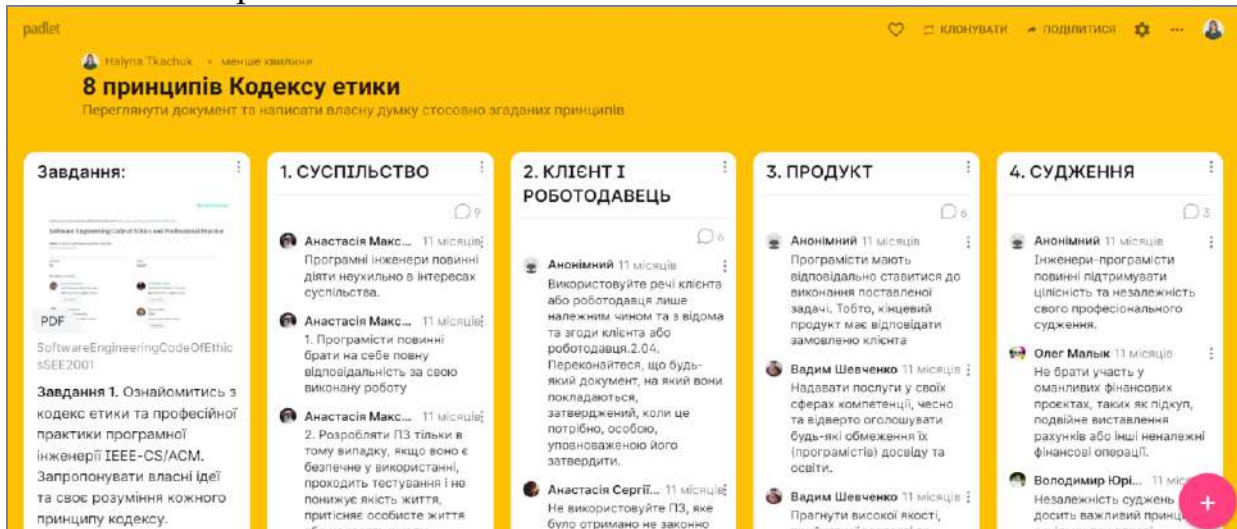 padlet
КЛОНУВАТИ
ПОДІЛИТИСЯ
Halyna Tkachuk • менше хвилини
8 принципів Кодексу етики
Переглянути документ та написати власну думку стосовно згаданих принципів
Завдання:
Software Engineering Code of Ethics and Professional Practice
PDF
SoftwareEngineeringCodeOfEthic
sSEE2001
Завдання 1. Ознайомитись з
кодекс етики та професійної
практики програмної
інженерії IEEE-CS/ACM.
Запропонувати власні ідеї
та своє розуміння кожного
принципу кодексу.
1. СУСПІЛЬСТВО
9
Анастасія Макс... 11 місяців
Програмні інженери повинні
діяти неухильно в інтересах
суспільства.
Анастасія Макс... 11 місяців
1. Програмісти повинні
брати на себе повну
відповідальність за свою
виконану роботу
Анастасія Макс... 11 місяців
2. Розробляти ПЗ тільки в
тому випадку, якщо воно є
безпечне у використанні,
проходить тестування і не
понижує якість життя,
притісняє особисте життя
2. КЛІЄНТ І
РОБОТОДАВЕЦЬ
6
Анонімний 11 місяців
Використовуйте речі клієнта
або роботодавця лише
належним чином та з відома
та згоди клієнта або
роботодавця.2.04.
Переконайтеся, що будь-
який документ, на який вони
покладаються,
затверджений, коли це
потрібно, особою,
уповноваженою його
затвердити.
Анастасія Сергії... 11 місяців
Не використовуйте ПЗ, яке
було отримано не законно
3. ПРОДУКТ
6
Анонімний 11 місяців
Програмісти мають
відповідально ставитися до
виконання поставленої
задачі. Тобто, кінцевий
продукт має відповідати
замовлено клієнта
Вадим Шевченко 11 місяців
Надавати послуги у своїх
сферах компетенції, чесно
та відверто оголошувати
будь-які обмеження їх
(програмістів) досвіду та
освіти.
Вадим Шевченко 11 місяців
Прагнути високої якості,
4. СУДЖЕННЯ
3
Анонімний 11 місяців
Інженери-програмісти
повинні підтримувати
цілісність та незалежність
свого професіонального
судження.
Олег Малык 11 місяців
Не брати участь у
оманливих фінансових
проєктах, таких як підкуп,
подвійне виставлення
рахунків або інші неналежні
фінансові операції.
Володимир Юрі... 11 міс
Незалежність суджень
досить важливий принц